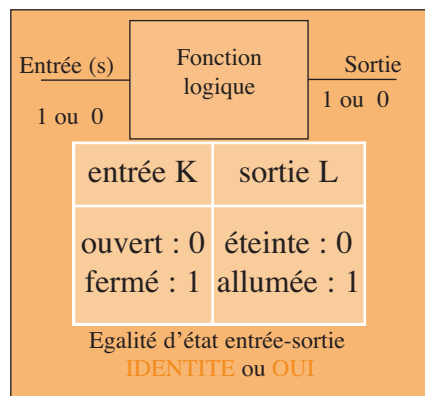 Entrée (s)
1 ou 0
Fonction
logique
Sortie
1 ou 0
entrée K
sortie L
ouvert : 0
éteinte : 0
fermé : 1
allumée : 1
Egalité d'état entrée-sortie
IDENTITE ou OUI